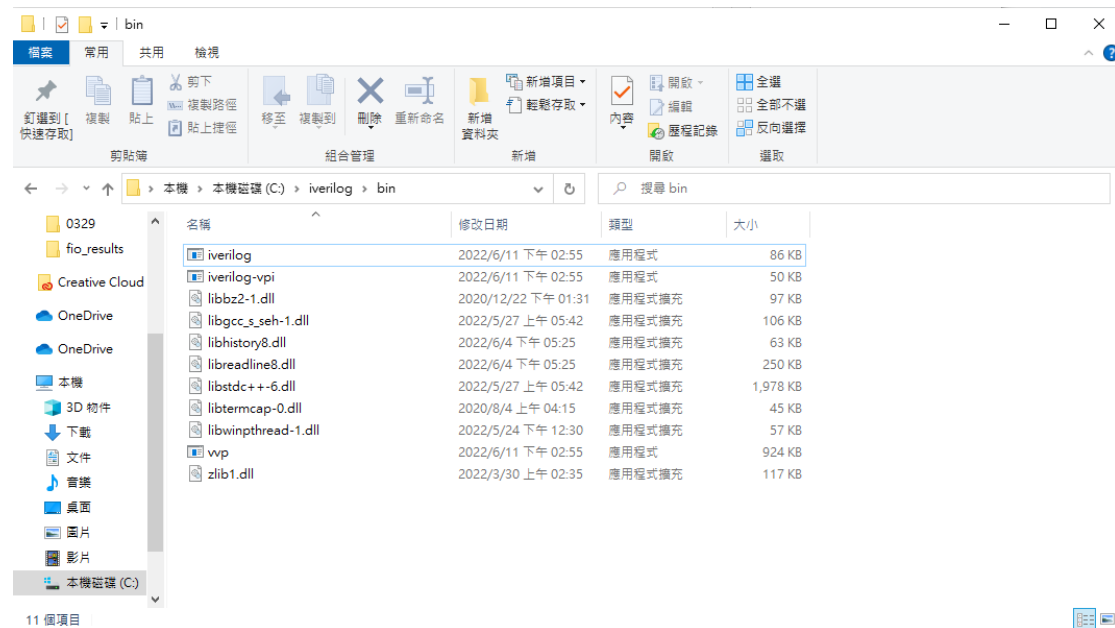 bin
檔案 常用 共用 檢視
釘選到 [
快速存取]
複製
貼上
剪下
複製路徑
貼上捷徑
剪貼簿
移至
複製到
刪除
重新命名
組合管理
新增
資料夾
新增項目
輕鬆存取
新增
內容
開啟
編輯
歷程記錄
開啟
全選
全部不選
反向選擇
選取
本機 › 本機磁碟 (C:) › iverilog › bin
搜尋 bin
0329
fio_results
Creative Cloud
OneDrive
OneDrive
本機
3D 物件
下載
文件
音樂
桌面
圖片
影片
本機磁碟 (C:)
名稱 修改日期 類型 大小
iverilog 2022/6/11 下午 02:55 應用程式 86 KB
iverilog-vpi 2022/6/11 下午 02:55 應用程式 50 KB
libbz2-1.dll 2020/12/22 下午 01:31 應用程式擴充 97 KB
libgcc_s_seh-1.dll 2022/5/27 上午 05:42 應用程式擴充 106 KB
libhistory8.dll 2022/6/4 下午 05:25 應用程式擴充 63 KB
libreadline8.dll 2022/6/4 下午 05:25 應用程式擴充 250 KB
libstdc++-6.dll 2022/5/27 上午 05:42 應用程式擴充 1,978 KB
libtermcap-0.dll 2020/8/4 上午 04:15 應用程式擴充 45 KB
libwinpthread-1.dll 2022/5/24 下午 12:30 應用程式擴充 57 KB
vvp 2022/6/11 下午 02:55 應用程式 924 KB
zlib1.dll 2022/3/30 上午 02:35 應用程式擴充 117 KB
11 個項目